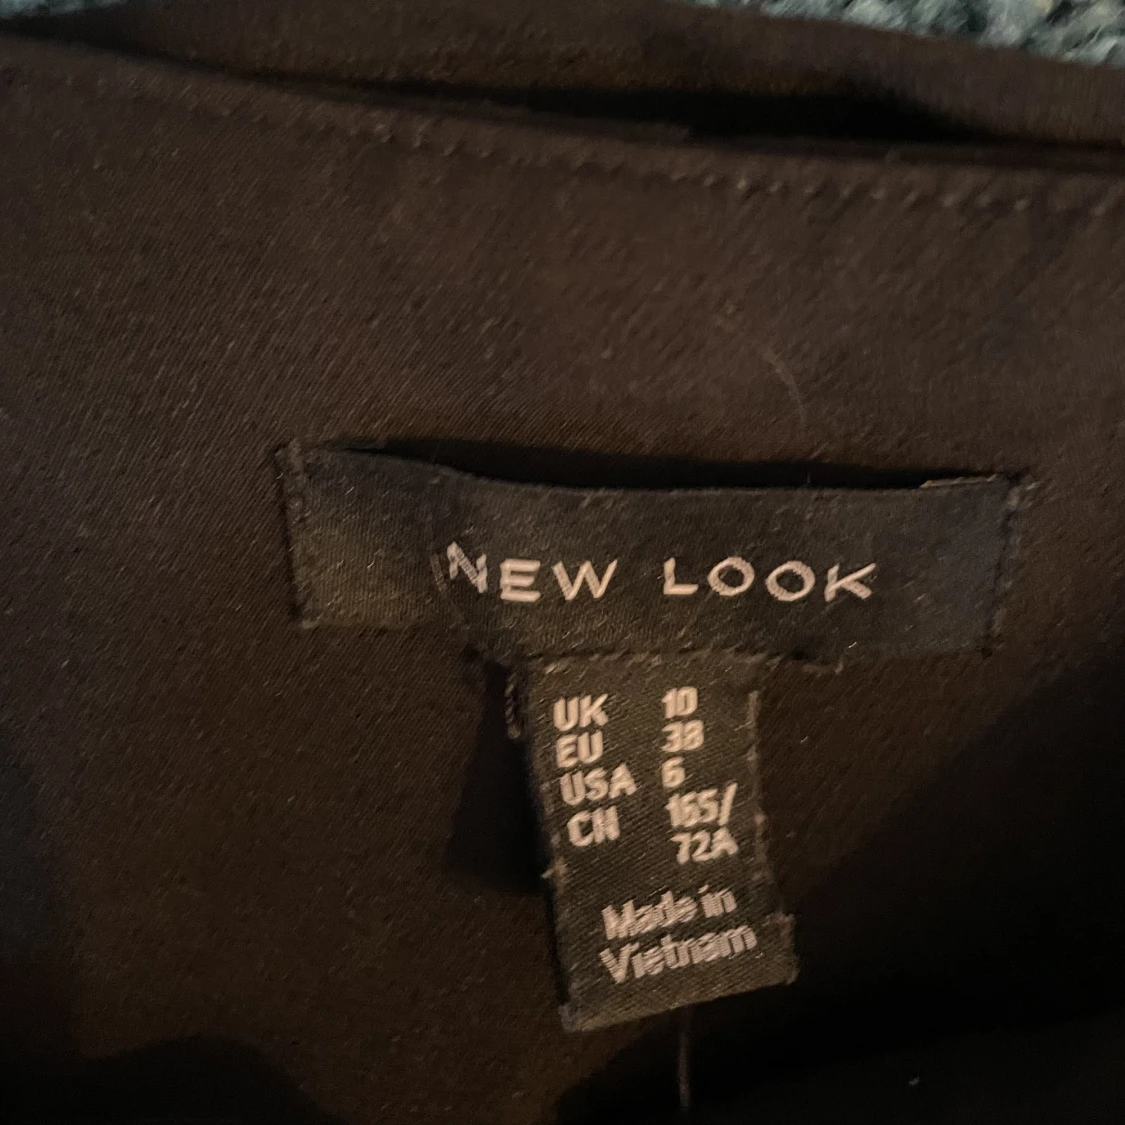 NEW LOOK
UK 10
EU 38
USA 6
CN 165/
72A
Made in
Vietnam